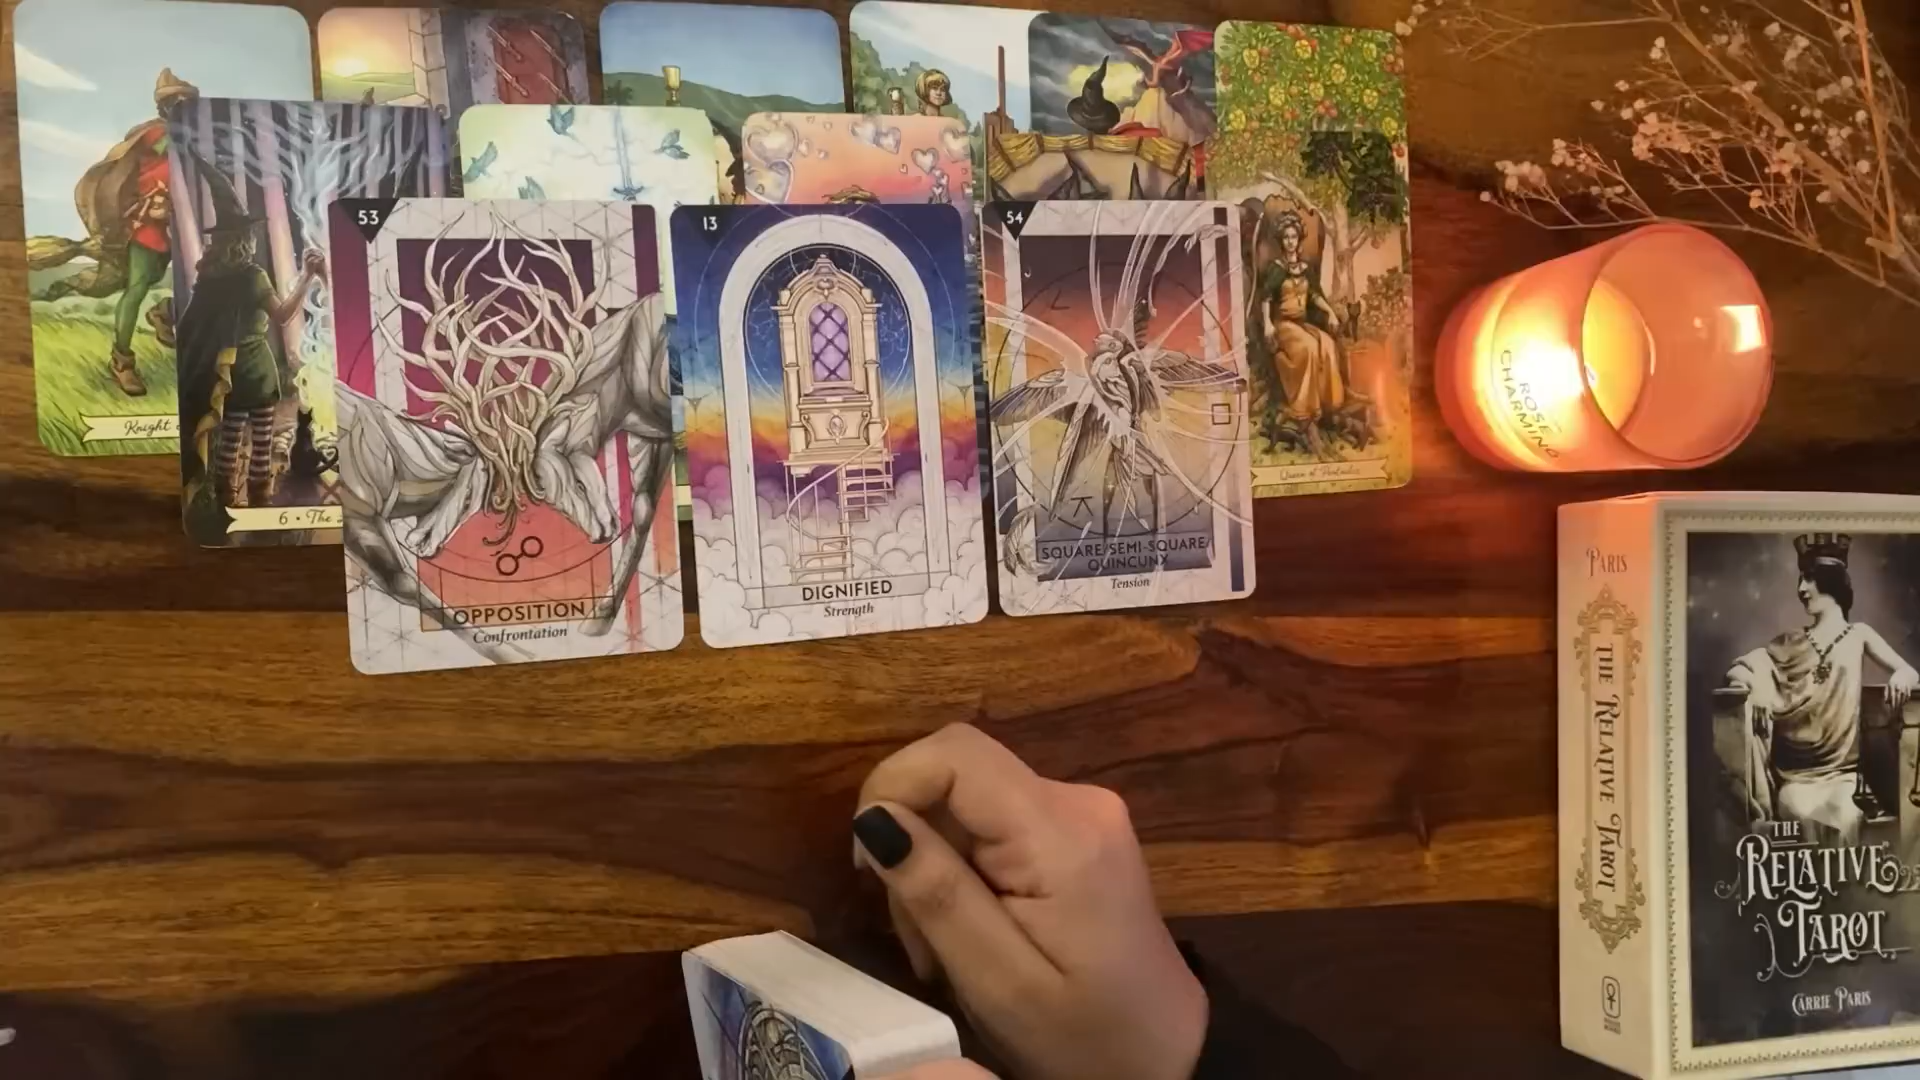 Knight
6 • The
53
OPPOSITION
Confrontation
13
DIGNIFIED
Strength
54
SQUARE/SEMI-SQUARE/
QUINCUNX
Tension
Queen of Pentacles
ROSE
CHARMING
PARIS
THE RELATIVE TAROT
THE
RELATIVE
TAROT
CARRIE PARIS